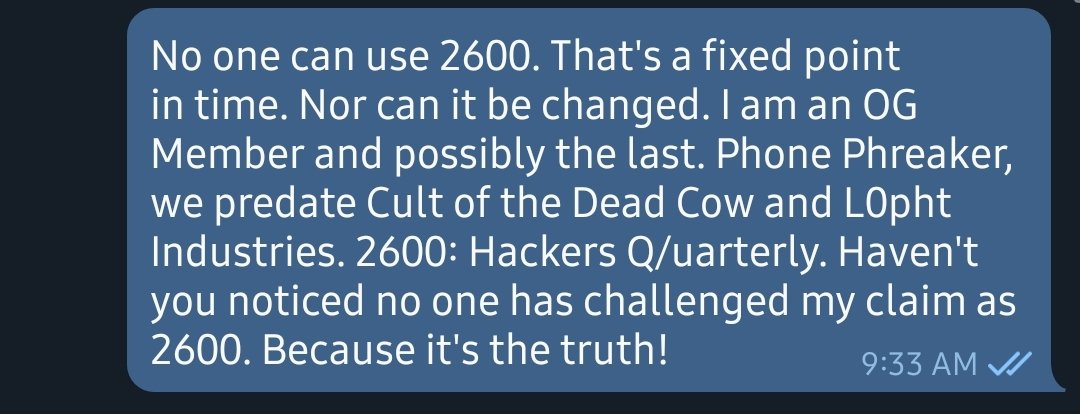 No one can use 2600. That's a fixed point
in time. Nor can it be changed. I am an OG
Member and possibly the last. Phone Phreaker,
we predate Cult of the Dead Cow and L0pht
Industries. 2600: Hackers Q/uarterly. Haven't
you noticed no one has challenged my claim as
2600. Because it's the truth!
9:33 AM